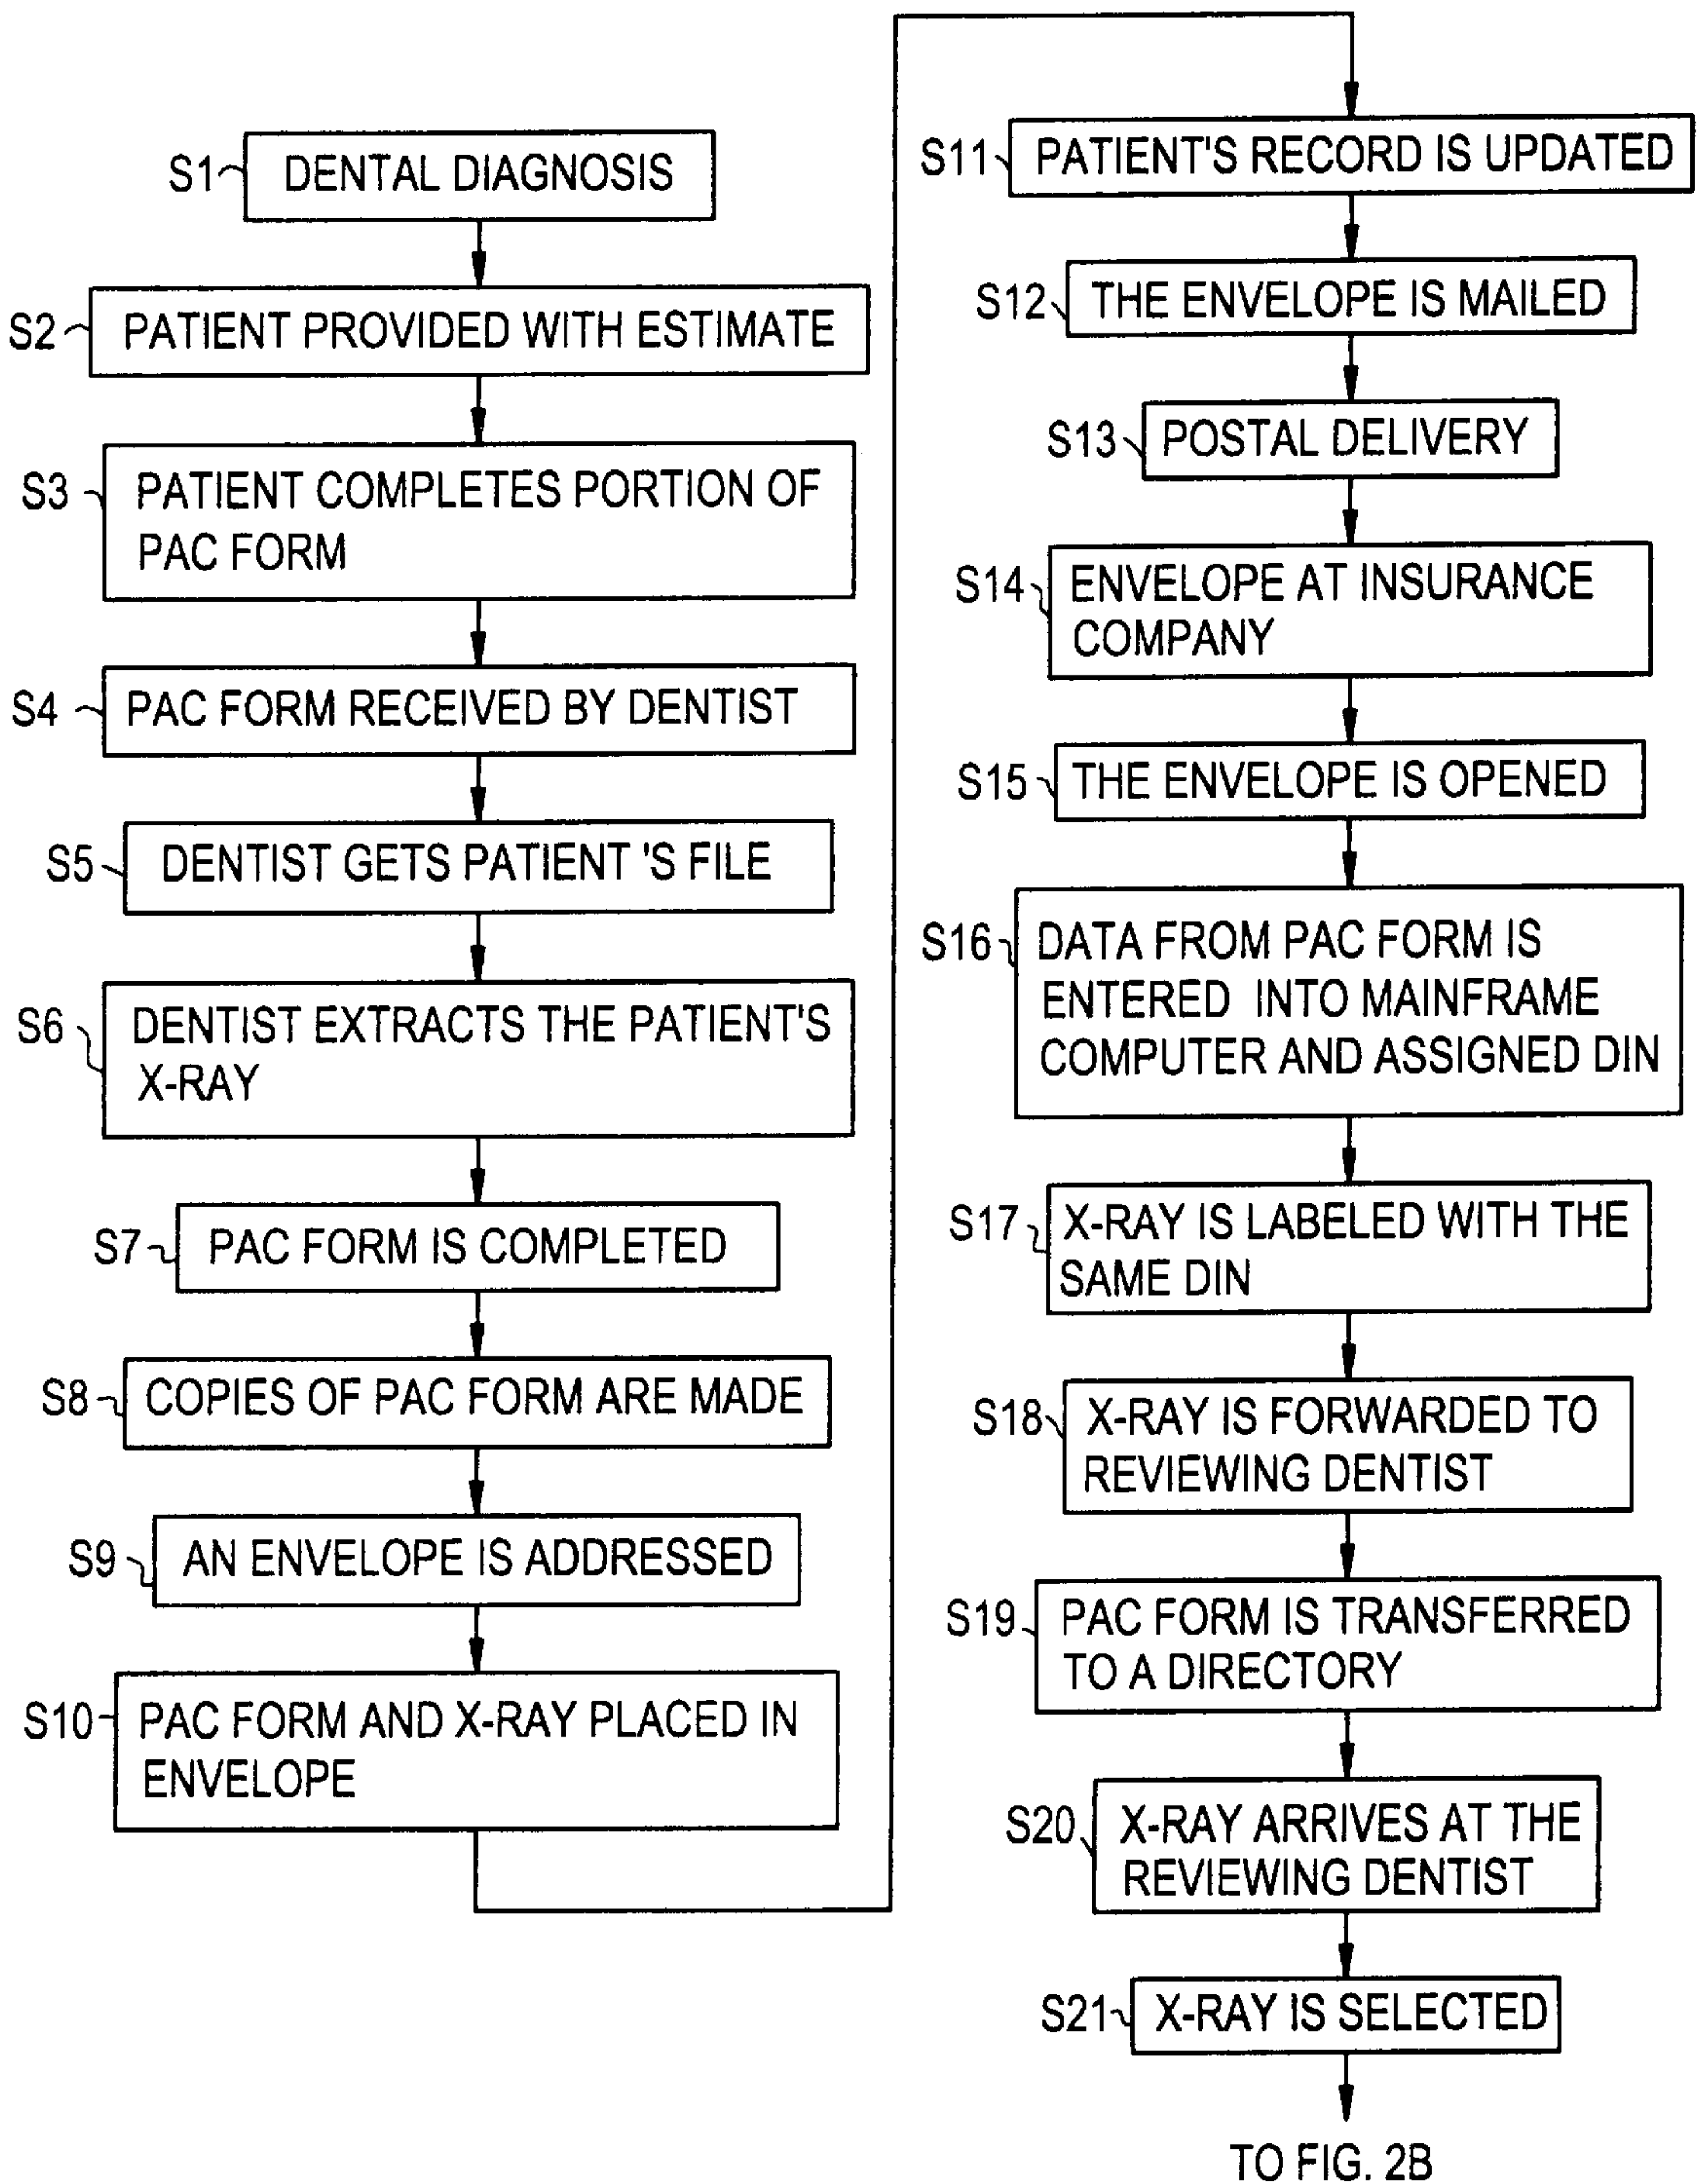 S1 DENTAL DIAGNOSIS
S2 PATIENT PROVIDED WITH ESTIMATE
S3 PATIENT COMPLETES PORTION OF
PAC FORM
S4 PAC FORM RECEIVED BY DENTIST
S5 DENTIST GETS PATIENT 'S FILE
S6 DENTIST EXTRACTS THE PATIENT'S
X-RAY
S7 PAC FORM IS COMPLETED
S8 COPIES OF PAC FORM ARE MADE
S9 AN ENVELOPE IS ADDRESSED
S10 PAC FORM AND X-RAY PLACED IN
ENVELOPE
S11 PATIENT'S RECORD IS UPDATED
S12 THE ENVELOPE IS MAILED
S13 POSTAL DELIVERY
S14 ENVELOPE AT INSURANCE
COMPANY
S15 THE ENVELOPE IS OPENED
S16 DATA FROM PAC FORM IS
ENTERED INTO MAINFRAME
COMPUTER AND ASSIGNED DIN
S17 X-RAY IS LABELED WITH THE
SAME DIN
S18 X-RAY IS FORWARDED TO
REVIEWING DENTIST
S19 PAC FORM IS TRANSFERRED
TO A DIRECTORY
S20 X-RAY ARRIVES AT THE
REVIEWING DENTIST
S21 X-RAY IS SELECTED
TO FIG. 2B